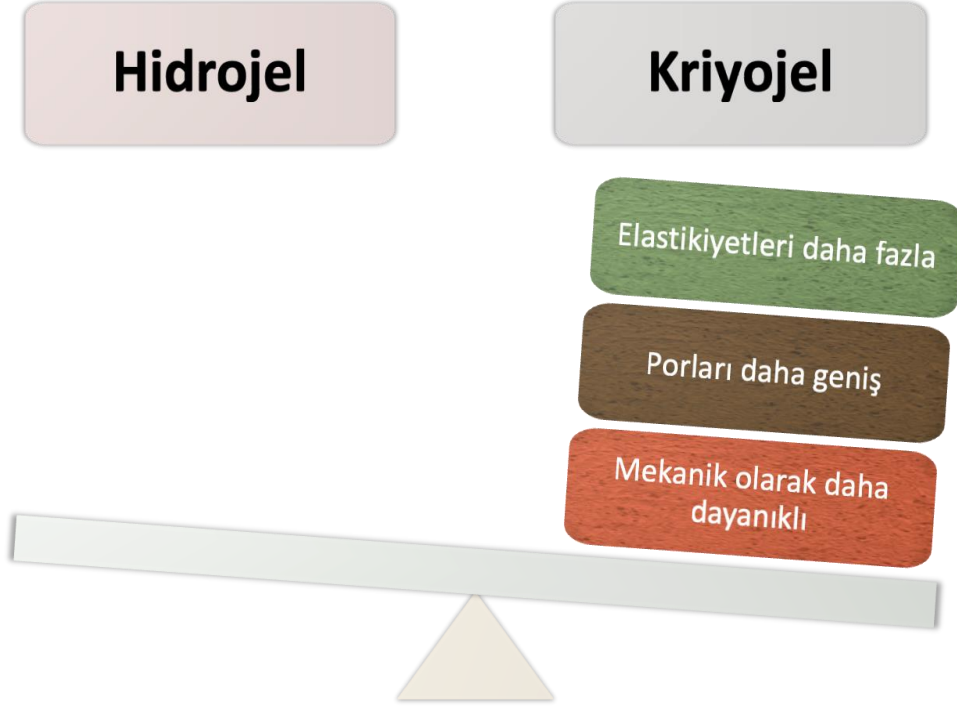 Hidrojel
Kriyojel
Elastikiyetleri daha fazla
Porları daha geniş
Mekanik olarak daha
dayanıklı